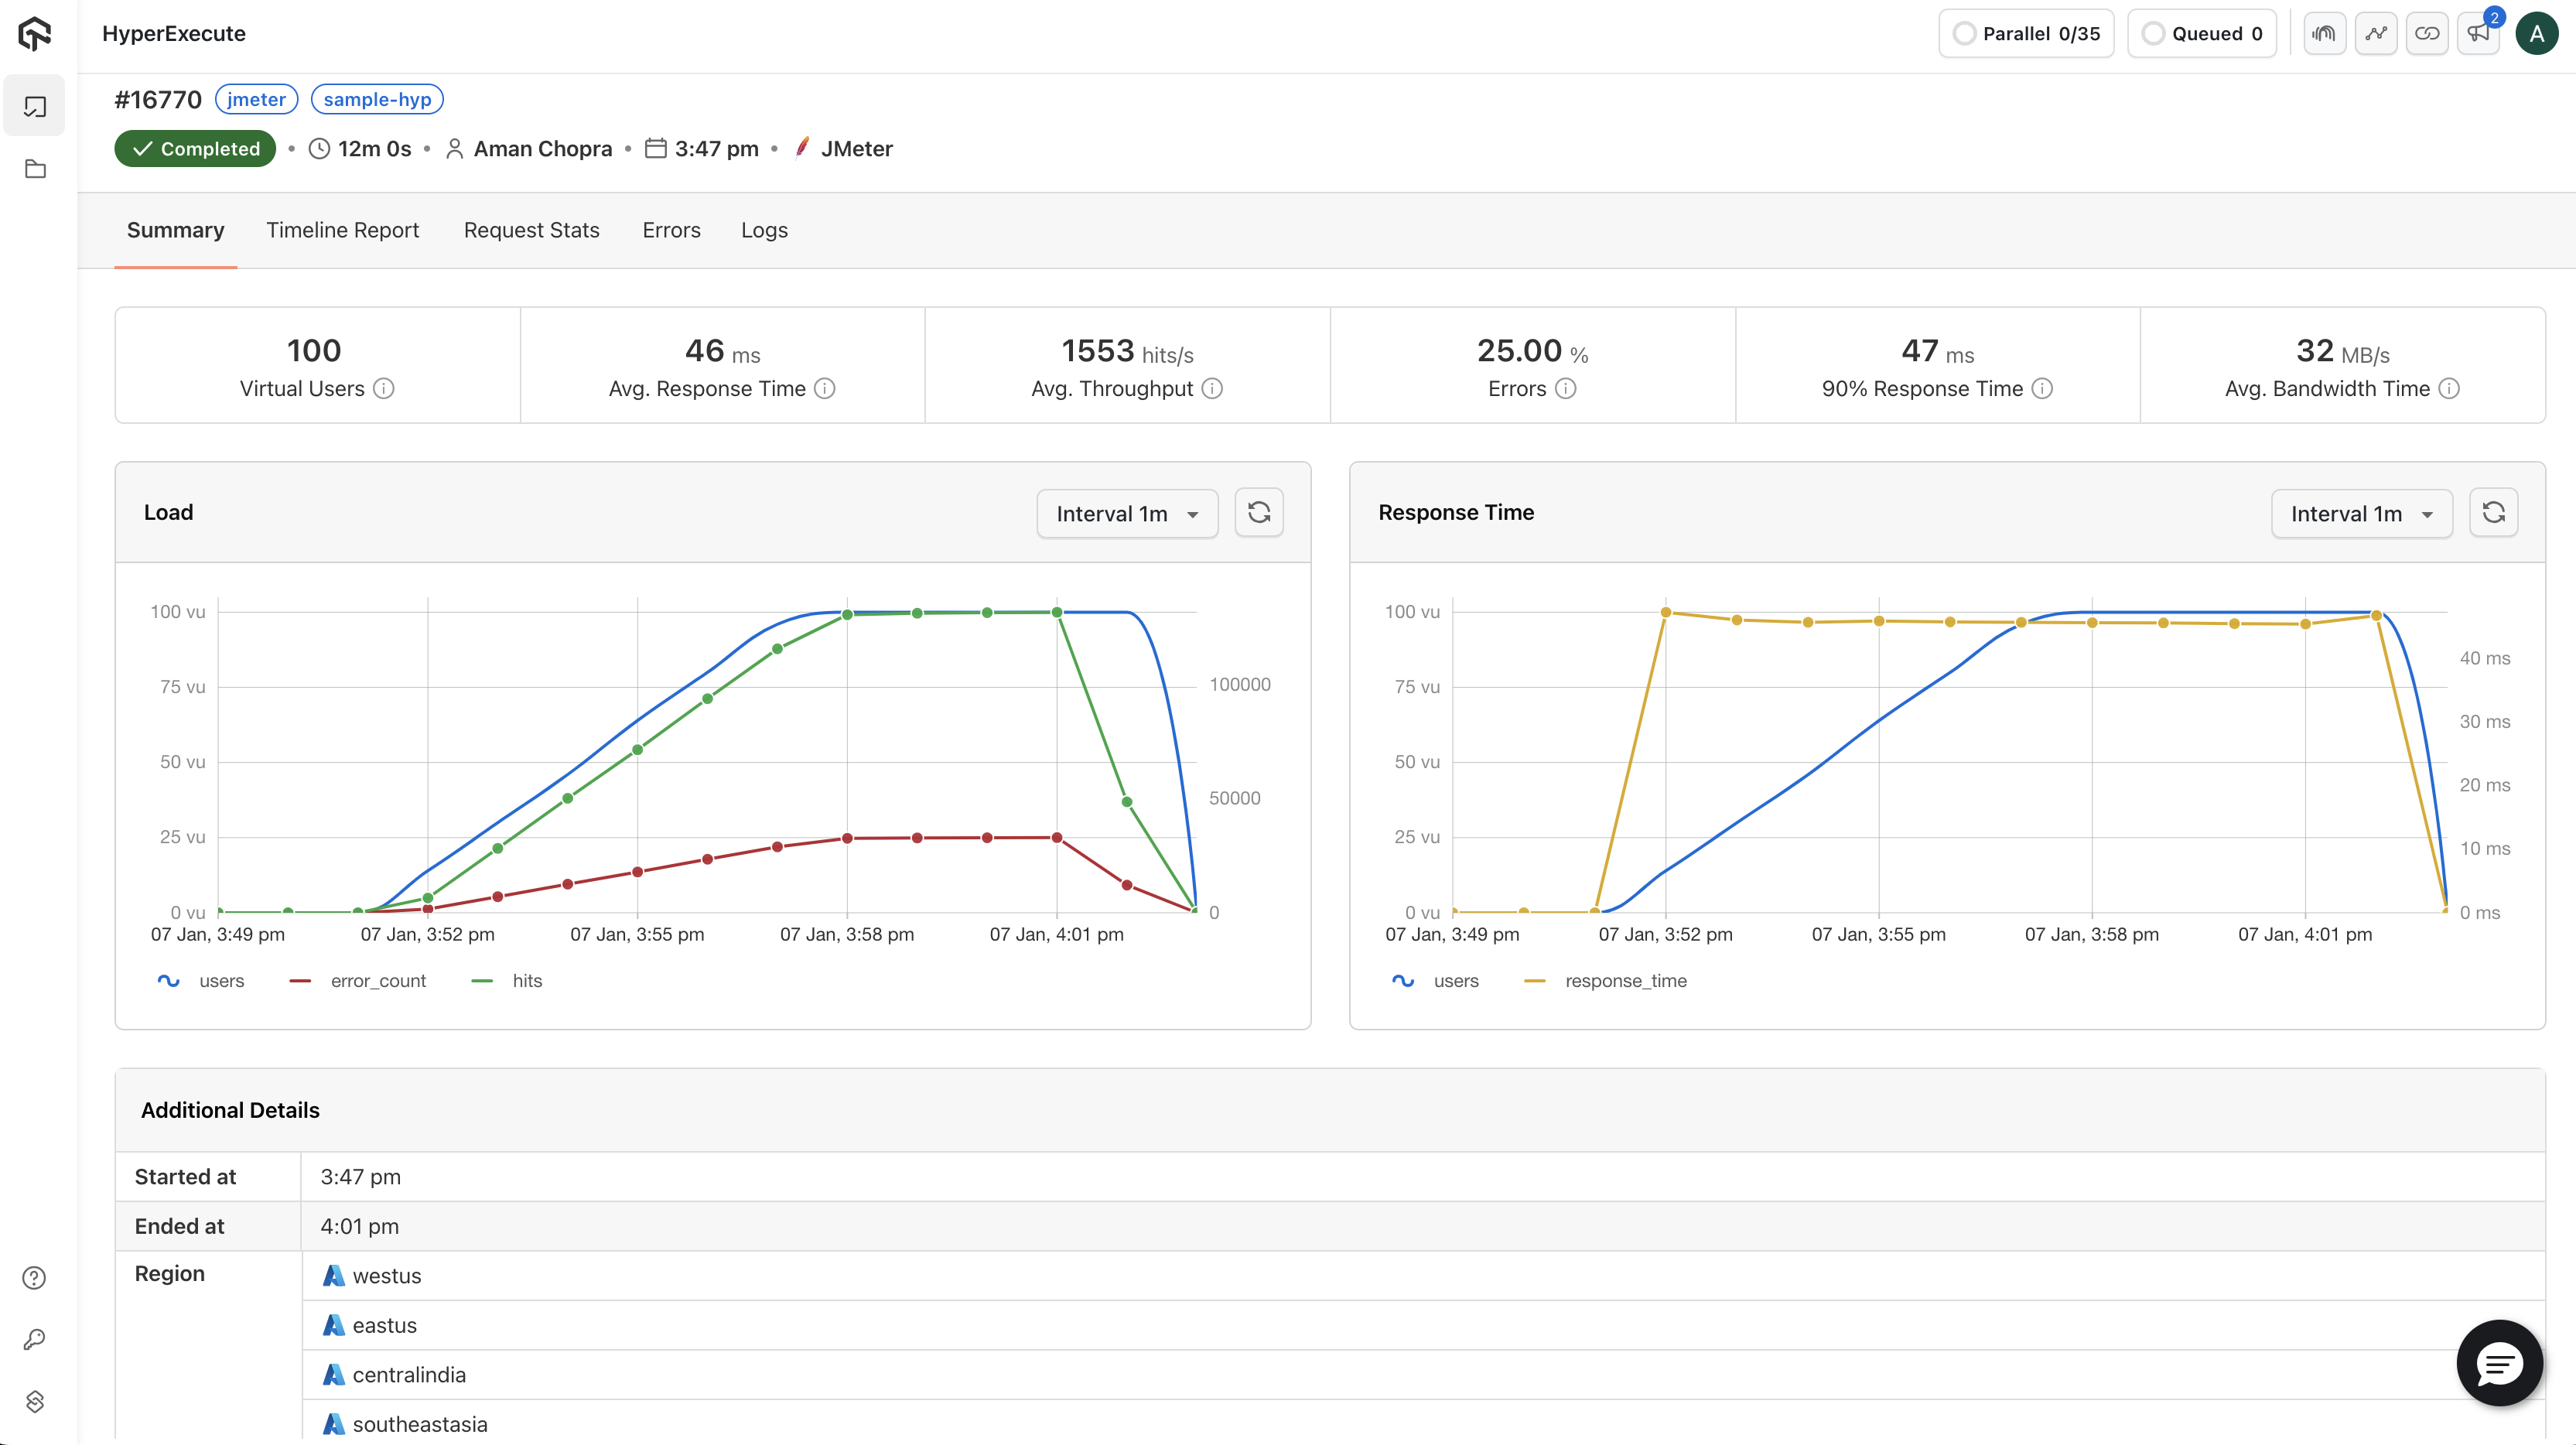 HyperExecute
Parallel 0/35
Queued 0
2
A
#16770 jmeter sample-hyp
Completed • 12m 0s • Aman Chopra • 3:47 pm • JMeter
Summary Timeline Report Request Stats Errors Logs
100
Virtual Users
46 ms
Avg. Response Time
1553 hits/s
Avg. Throughput
25.00 %
Errors
47 ms
90% Response Time
32 MB/s
Avg. Bandwidth Time
Load
Interval 1m
100 vu
75 vu
50 vu
25 vu
0 vu
100000
50000
0
07 Jan, 3:49 pm 07 Jan, 3:52 pm 07 Jan, 3:55 pm 07 Jan, 3:58 pm 07 Jan, 4:01 pm
users error_count hits
Response Time
Interval 1m
100 vu
75 vu
50 vu
25 vu
0 vu
40 ms
30 ms
20 ms
10 ms
0 ms
07 Jan, 3:49 pm 07 Jan, 3:52 pm 07 Jan, 3:55 pm 07 Jan, 3:58 pm 07 Jan, 4:01 pm
users response_time
Additional Details
Started at 3:47 pm
Ended at 4:01 pm
Region westus
eastus
centralindia
southeastasia